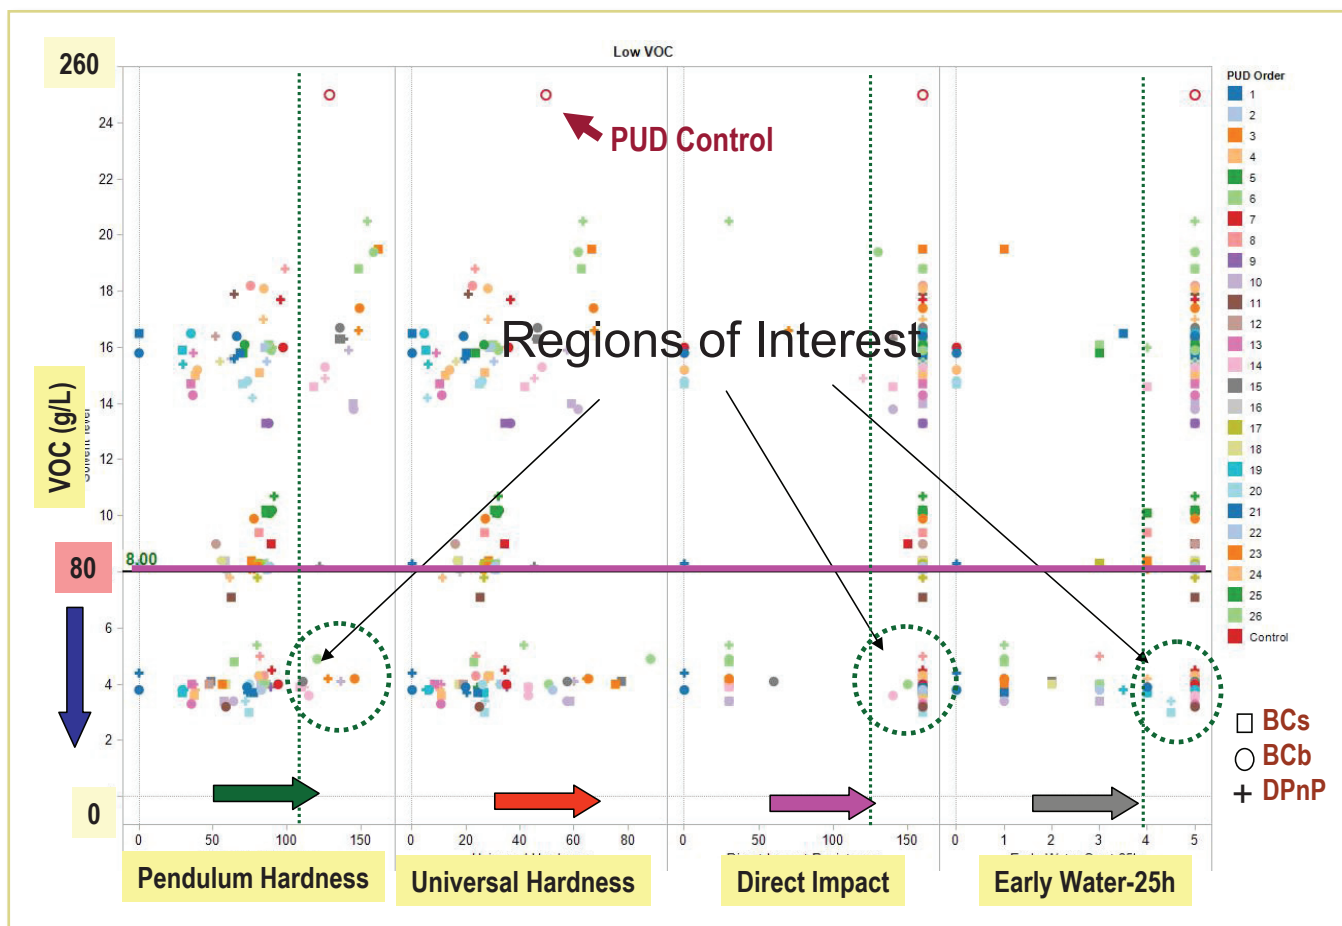 Low VOC
260
24
22
20
18
16
14
12
10
8.00
80
6
4
2
0
VOC (g/L)
PUD Control
Regions of Interest
PUD Order
1
2
3
4
5
6
7
8
9
10
11
12
13
14
15
16
17
18
19
20
21
22
23
24
25
26
Control
BCs
BCb
DPnP
0 50 100 150
0 20 40 60 80
0 50 100 150
0 1 2 3 4 5
Pendulum Hardness
Universal Hardness
Direct Impact
Early Water-25h